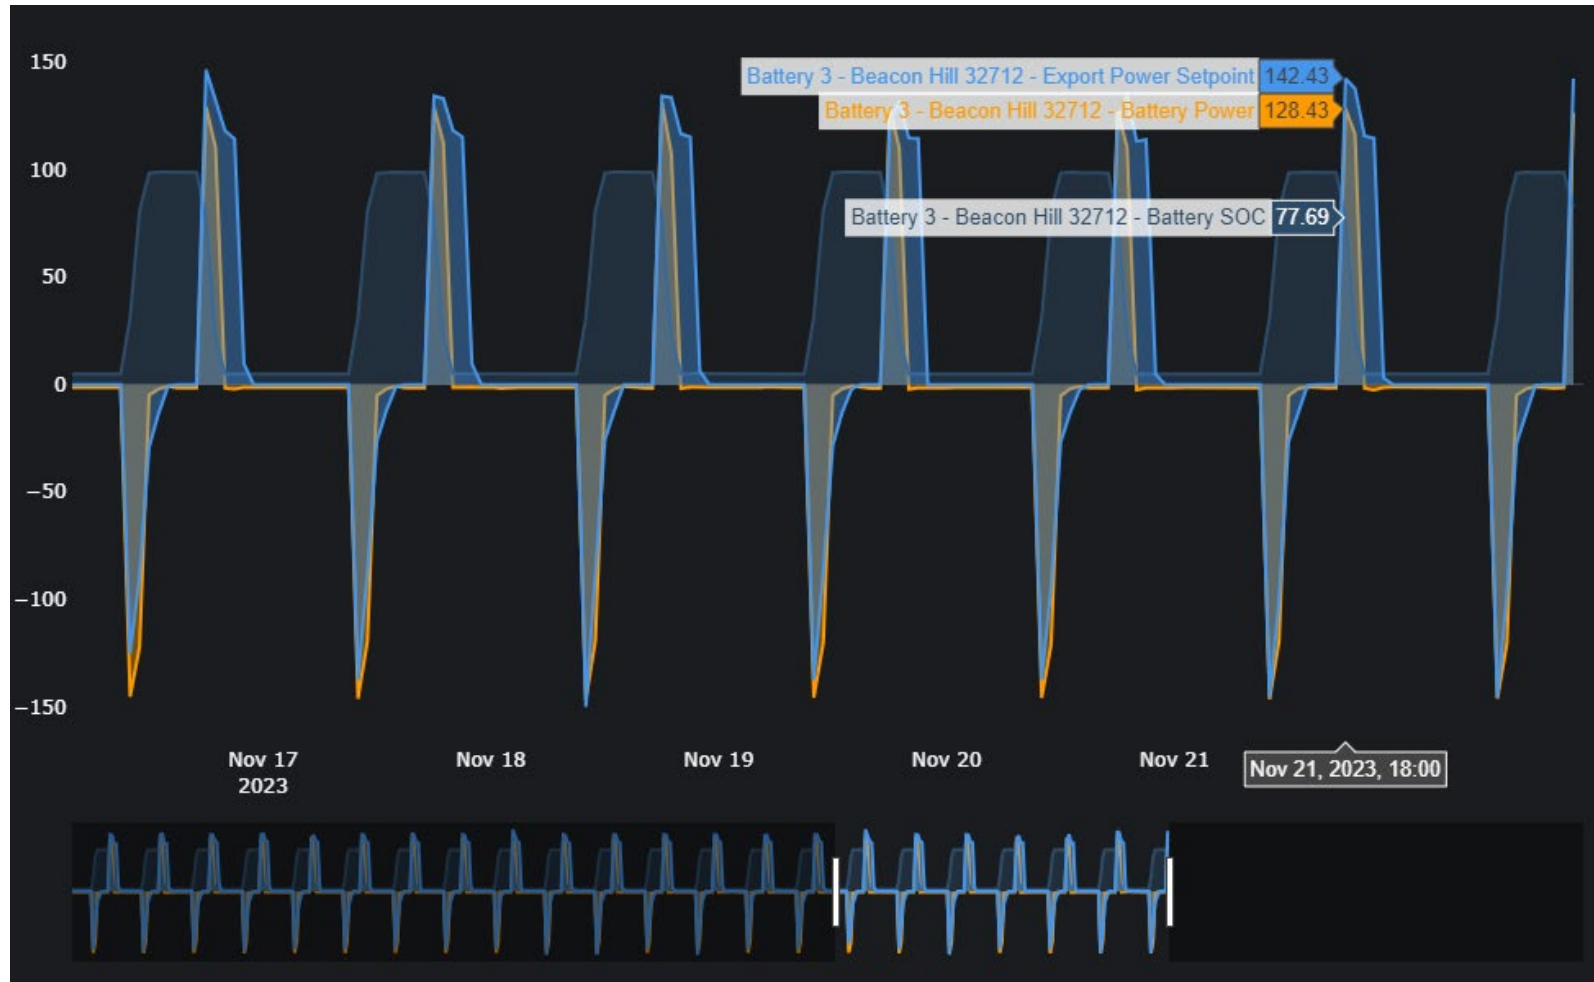 150
Battery 3 - Beacon Hill 32712 - Export Power Setpoint 142.43
Battery 3 - Beacon Hill 32712 - Battery Power 128.43
100
Battery 3 - Beacon Hill 32712 - Battery SOC 77.69
50
0
−50
−100
−150
Nov 17 Nov 18 Nov 19 Nov 20 Nov 21 Nov 21, 2023, 18:00
2023